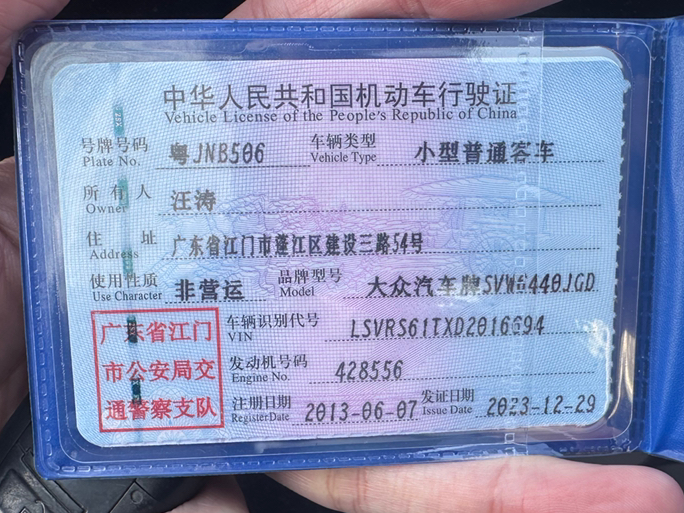 中华人民共和国机动车行驶证
Vehicle License of the People's Republic of China
号牌号码 粤JNB506 车辆类型 小型普通客车
Plate No. Vehicle Type
所有人 汪涛
Owner
住址 广东省江门市蓬江区建设三路54号
Address
使用性质 非营运 品牌型号 大众汽车牌SVW6440JGD
Use Character Model
广东省江门
市公安局交
通警察支队
车辆识别代号 LSVRS61TXD2016694
VIN
发动机号码 428556
Engine No.
注册日期 2013-06-07 发证日期 2023-12-29
Register Date Issue Date